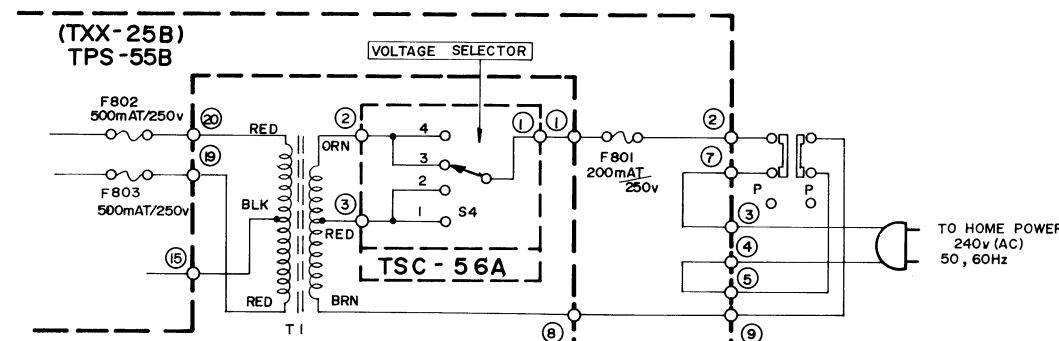 (TXX-25B)
TPS-55B
VOLTAGE SELECTOR
F802
500mAT/250v
20
RED
2
ORN
4
1
1
2
F801
200mAT/250v
19
3
7
F803
500mAT/250v
BLK
3
RED
2
1
S4
P
P
3
TO HOME POWER
240v (AC)
50, 60Hz
4
15
TSC-56A
5
RED
BRN
T1
8
9